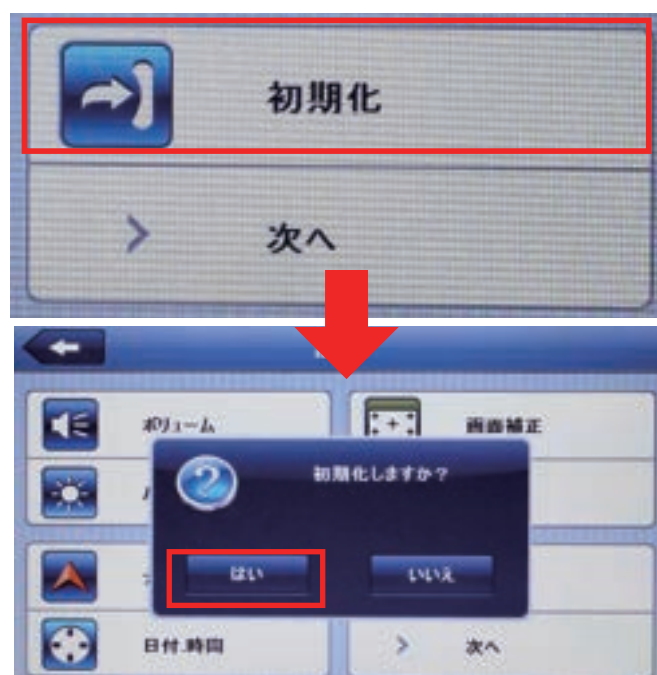 初期化
次へ
ボリューム
画面補正
初期化しますか？
はい
いいえ
日付.時間
次へ